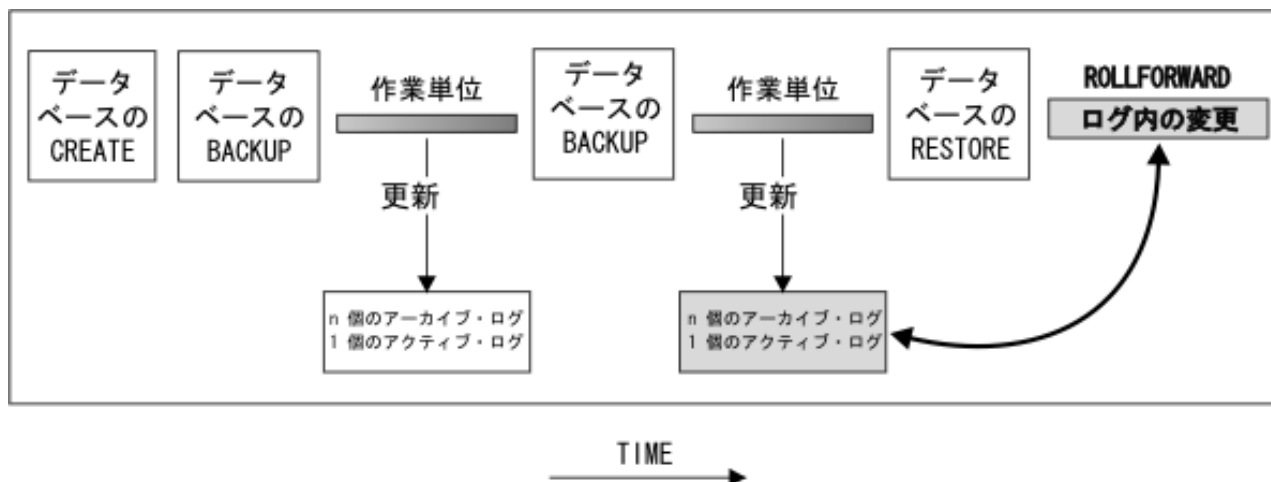 データ
ベースの
CREATE
データ
ベースの
BACKUP
作業単位
更新
n 個のアーカイブ・ログ
1 個のアクティブ・ログ
データ
ベースの
BACKUP
作業単位
更新
n 個のアーカイブ・ログ
1 個のアクティブ・ログ
データ
ベースの
RESTORE
ROLLFORWARD
ログ内の変更
TIME